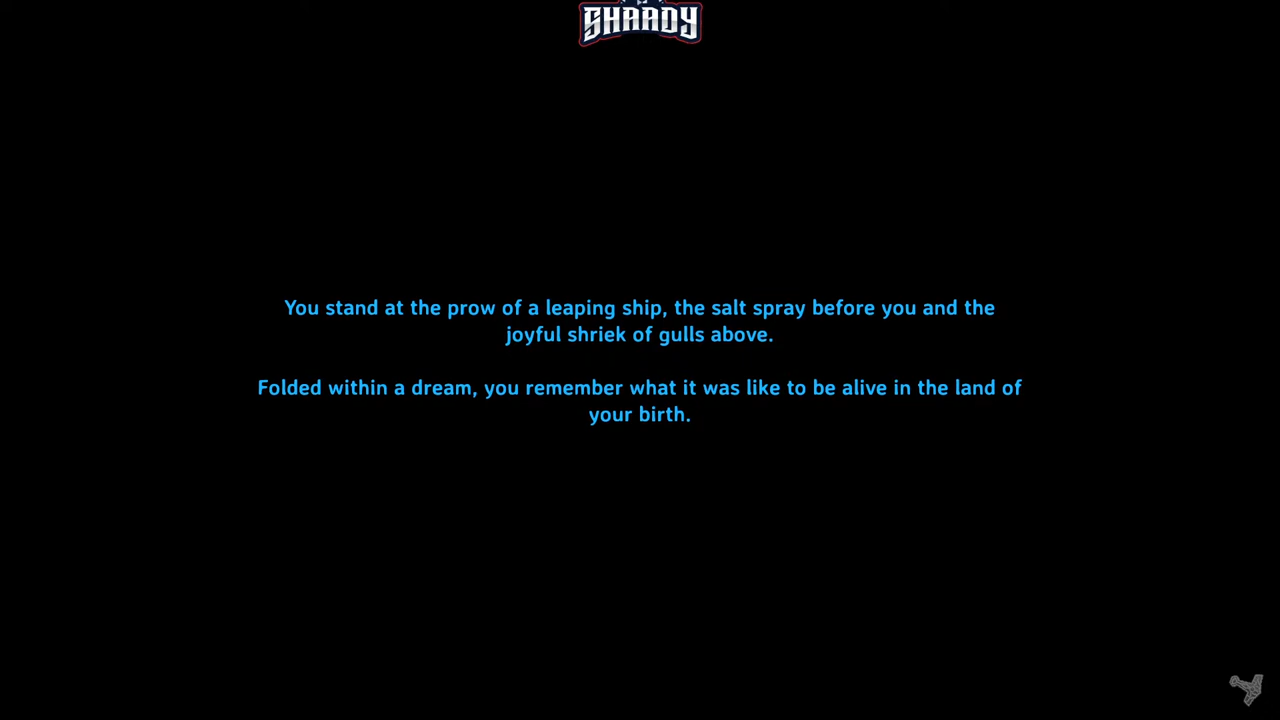 SHAADY
You stand at the prow of a leaping ship, the salt spray before you and the
joyful shriek of gulls above.
Folded within a dream, you remember what it was like to be alive in the land of
your birth.